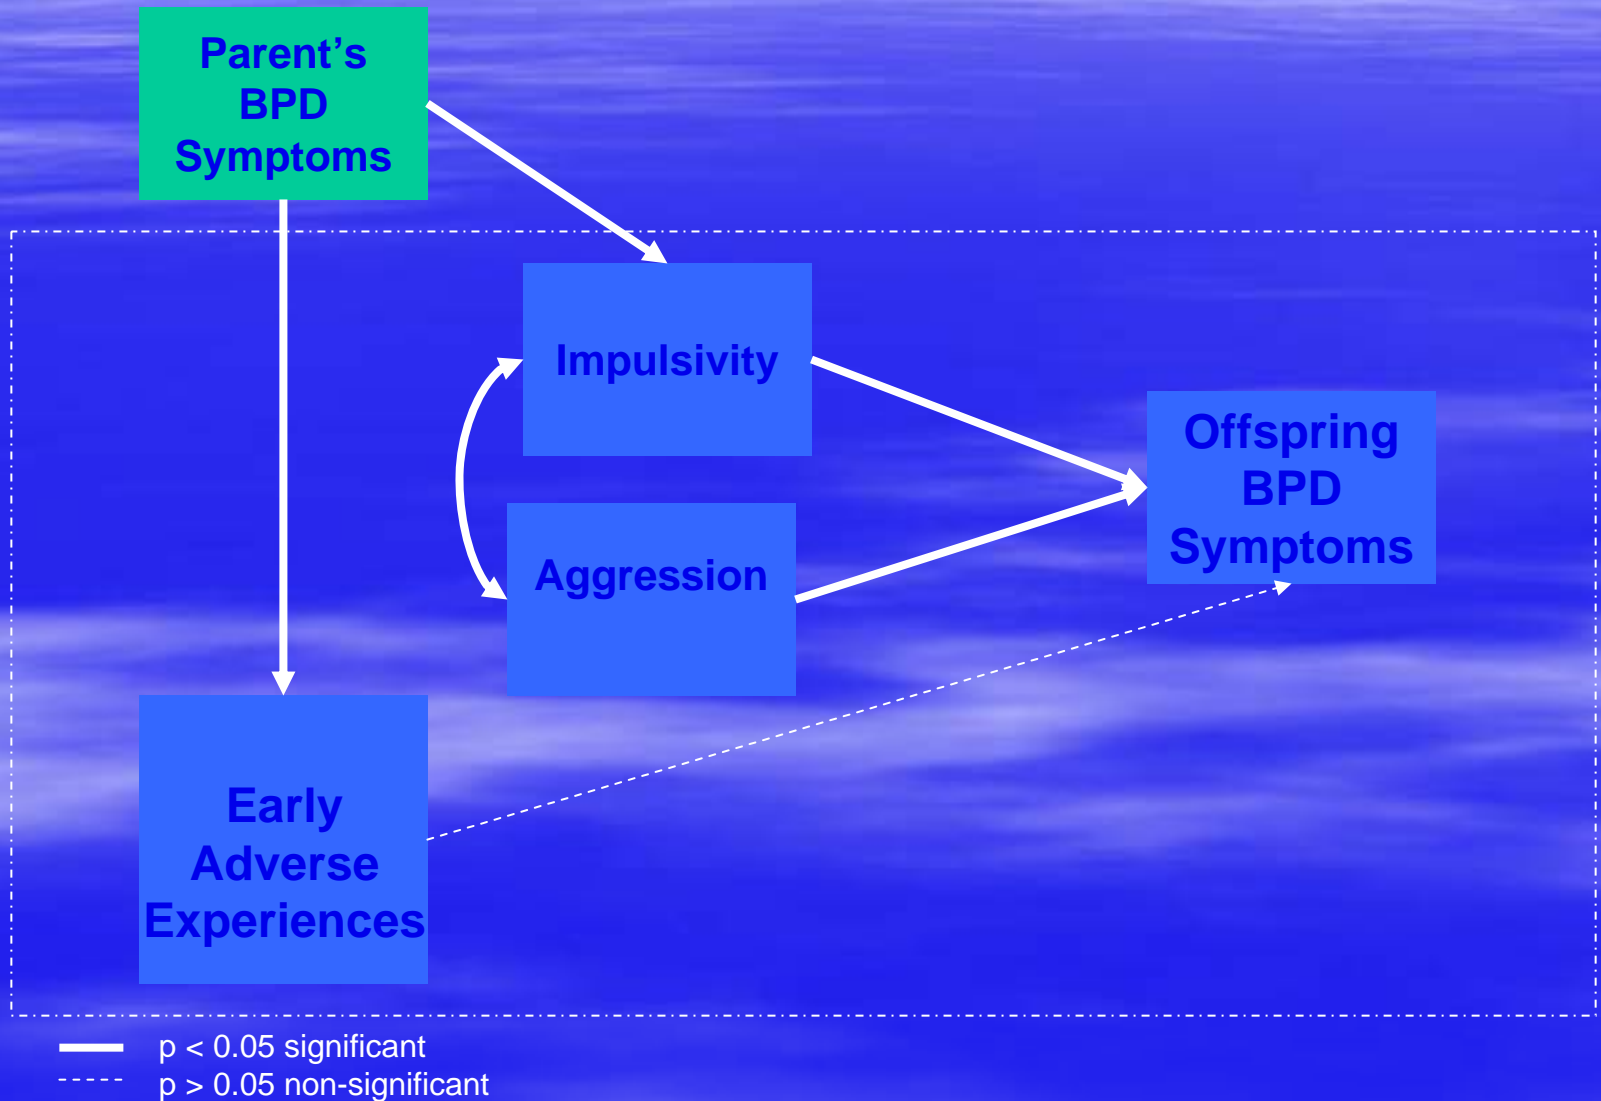 Parent’s
BPD
Symptoms
Impulsivity
Aggression
Offspring
BPD
Symptoms
Early
Adverse
Experiences
p < 0.05 significant
p > 0.05 non-significant